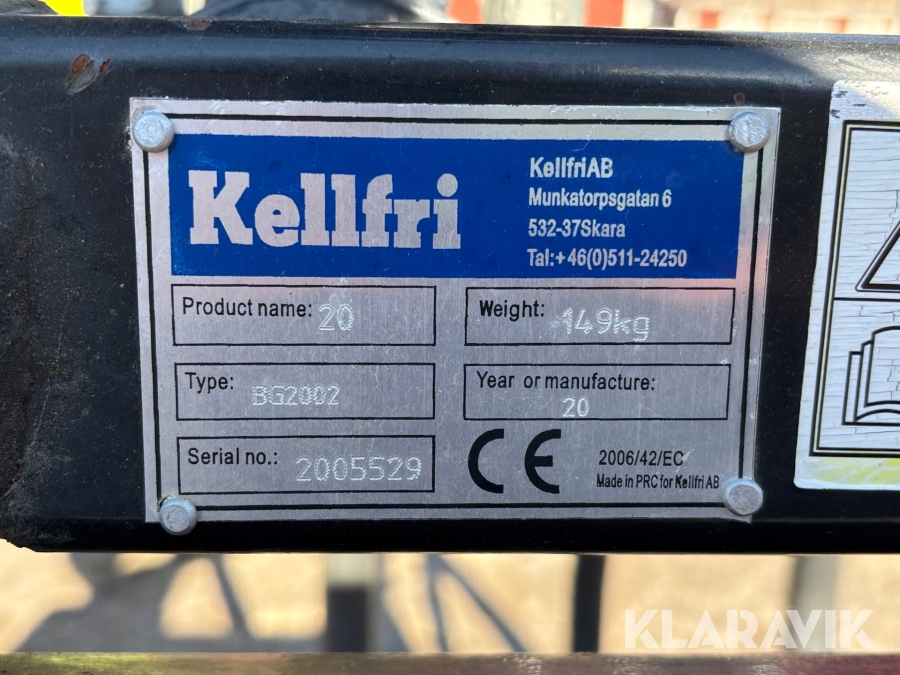 Kellfri
KellfriAB
Munkatorpsgatan 6
532-37Skara
Tal:+46(0)511-24250
Product name: 20
Weight: 149kg
Type: BG2002
Year or manufacture: 20
Serial no.: 2005529
CE
2006/42/EC
Made in PRC for Kellfri AB
KLARAVIK